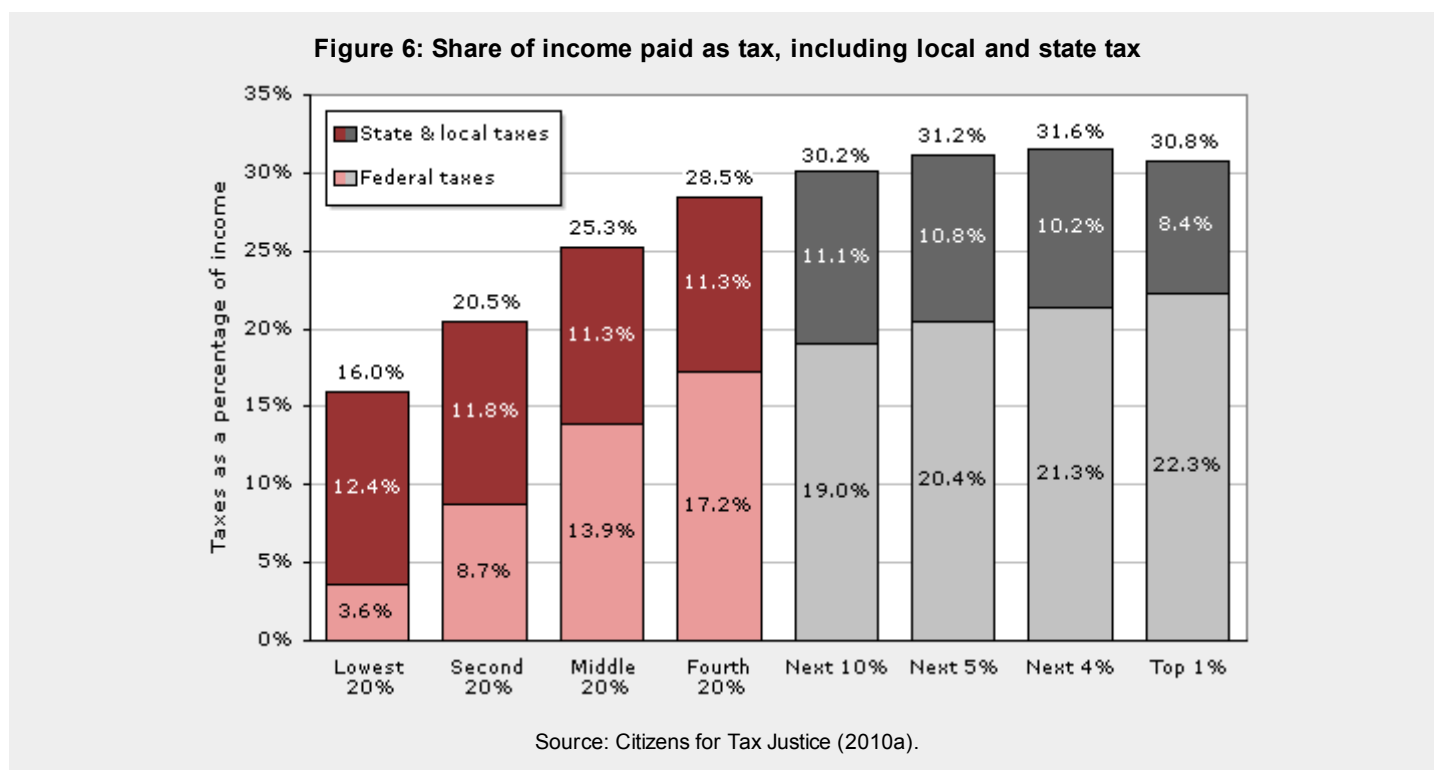 Figure 6: Share of income paid as tax, including local and state tax
Taxes as a percentage of income
35%
30%
25%
20%
15%
10%
5%
0%
State & local taxes
Federal taxes
16.0%
12.4%
3.6%
20.5%
11.8%
8.7%
25.3%
11.3%
13.9%
28.5%
11.3%
17.2%
30.2%
11.1%
19.0%
31.2%
10.8%
20.4%
31.6%
10.2%
21.3%
30.8%
8.4%
22.3%
Lowest
20%
Second
20%
Middle
20%
Fourth
20%
Next 10%
Next 5%
Next 4%
Top 1%
Source: Citizens for Tax Justice (2010a).